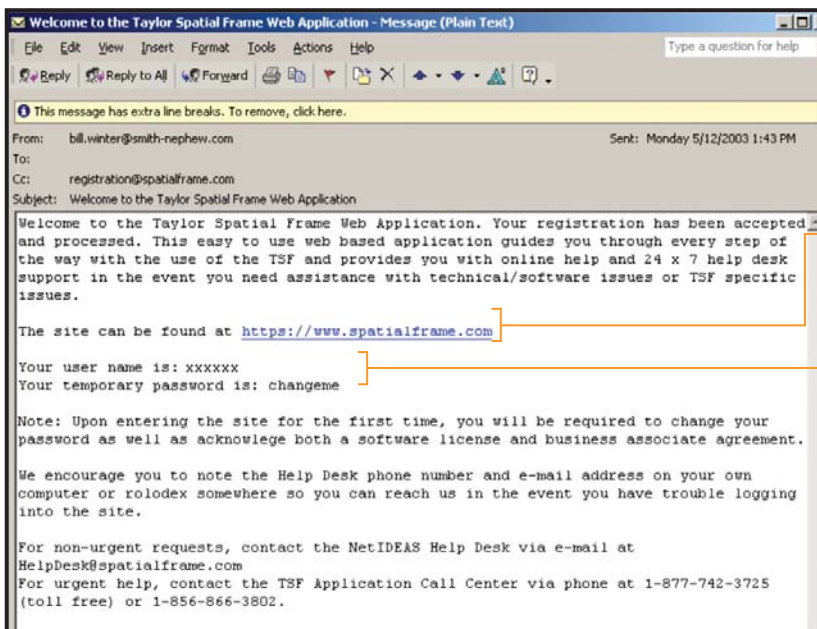 Welcome to the Taylor Spatial Frame Web Application - Message (Plain Text)
File Edit View Insert Format Tools Actions Help Type a question for help
Reply Reply to All Forward
This message has extra line breaks. To remove, click here.
From: bill.winter@smith-nephew.com Sent: Monday 5/12/2003 1:43 PM
To:
Cc: registration@spatialframe.com
Subject: Welcome to the Taylor Spatial Frame Web Application
Welcome to the Taylor Spatial Frame Web Application. Your registration has been accepted
and processed. This easy to use web based application guides you through every step of
the way with the use of the TSF and provides you with online help and 24 x 7 help desk
support in the event you need assistance with technical/software issues or TSF specific
issues.
The site can be found at https://www.spatialframe.com
Your user name is: xxxxxx
Your temporary password is: changeme
Note: Upon entering the site for the first time, you will be required to change your
password as well as acknowlege both a software license and business associate agreement.
We encourage you to note the Help Desk phone number and e-mail address on your own
computer or rolodex somewhere so you can reach us in the event you have trouble logging
into the site.
For non-urgent requests, contact the NetIDEAS Help Desk via e-mail at
HelpDesk@spatialframe.com
For urgent help, contact the TSF Application Call Center via phone at 1-877-742-3725
(toll free) or 1-856-866-3802.